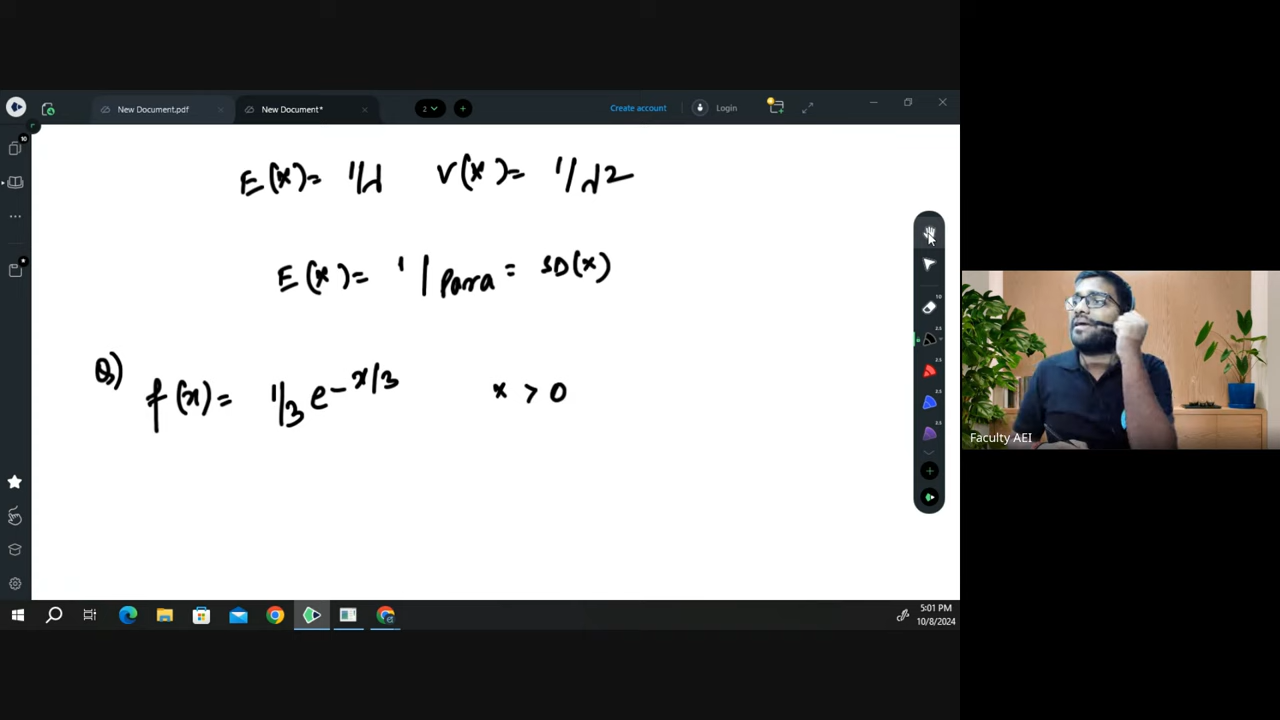 New Document.pdf
New Document*
2
Create account
Login
E(x)= 1/λ V(x)= 1/λ2
E(x)= 1/Para = SD(x)
Q) f(x)= 1/3 e-x/3 x > 0
Faculty AEI
5:01 PM
10/8/2024